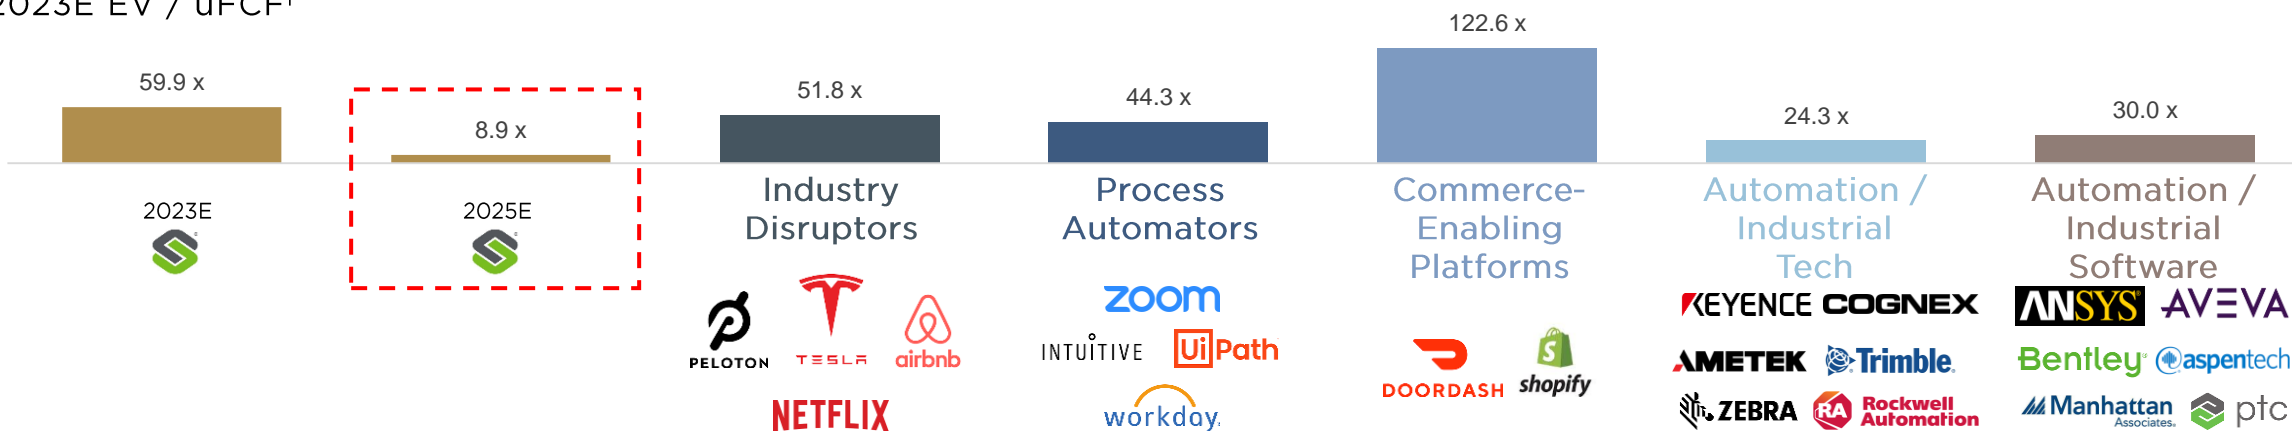 2023E EV / uFCF¹
59.9 x
8.9 x
51.8 x
44.3 x
122.6 x
24.3 x
30.0 x
2023E
2025E
Industry
Disruptors
Process
Automators
Commerce-
Enabling
Platforms
Automation /
Industrial
Tech
Automation /
Industrial
Software
PELOTON
TESLA
airbnb
NETFLIX
zoom
INTUITIVE
UiPath
workday.
DOORDASH
shopify
KEYENCE COGNEX
AMETEK Trimble
ZEBRA RA Rockwell
Automation
ANSYS AVEVA
Bentley aspentech
Manhattan
Associates.
ptc